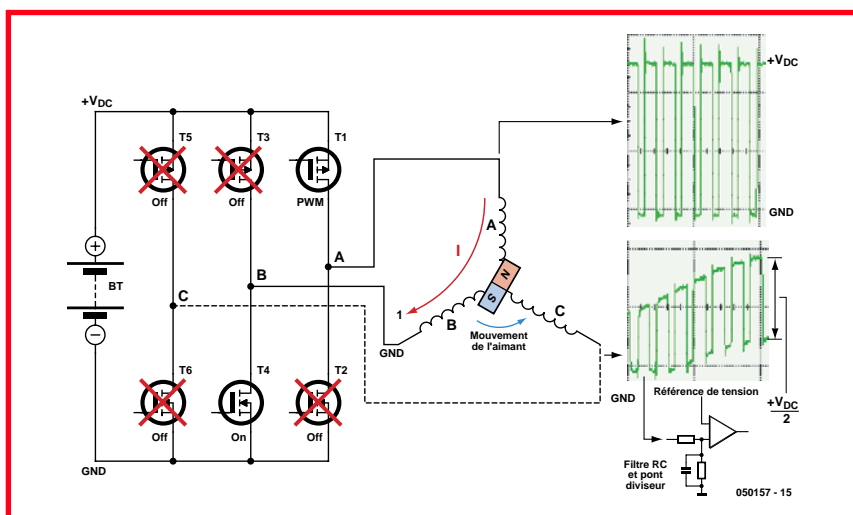 +VDC
T5
T3
T1
Off
Off
PWM
A
B
C
BT
T6
T4
T2
Off
On
Off
GND
I
A
N
S
1
B
C
GND
Mouvement
de l'aimant
+VDC
GND
GND
Référence de tension
+VDC
2
Filtre RC
et pont
diviseur
050157 - 15